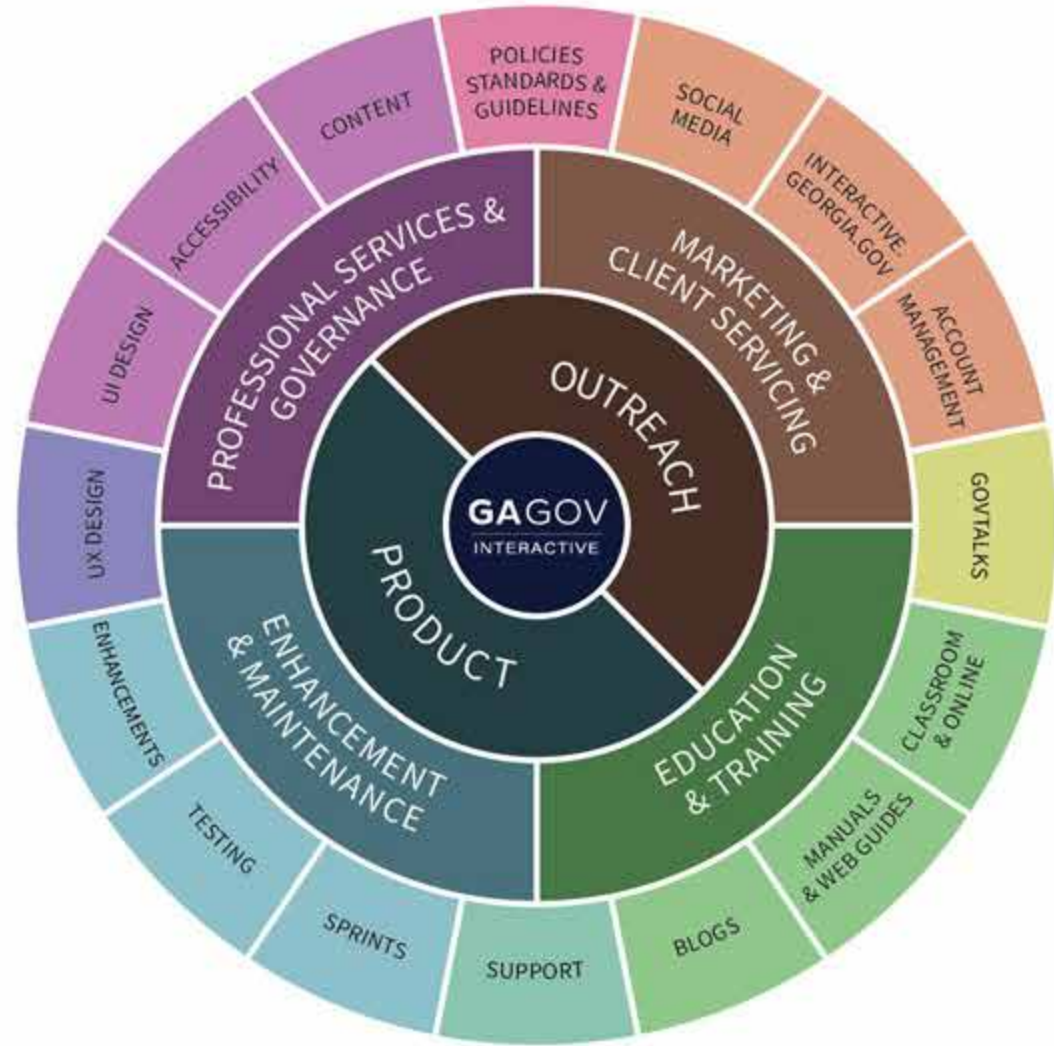 GAGOV
INTERACTIVE
OUTREACH
PRODUCT
PROFESSIONAL SERVICES &
GOVERNANCE
MARKETING &
CLIENT SERVICING
EDUCATION
& TRAINING
ENHANCEMENT
& MAINTENANCE
POLICIES
STANDARDS &
GUIDELINES
SOCIAL
MEDIA
INTERACTIVE.
GEORGIA.GOV
ACCOUNT
MANAGEMENT
GOVTALKS
CLASSROOM
& ONLINE
MANUALS
& WEB GUIDES
BLOGS
SUPPORT
SPRINTS
TESTING
ENHANCEMENTS
UX DESIGN
UI DESIGN
ACCESSIBILITY
CONTENT